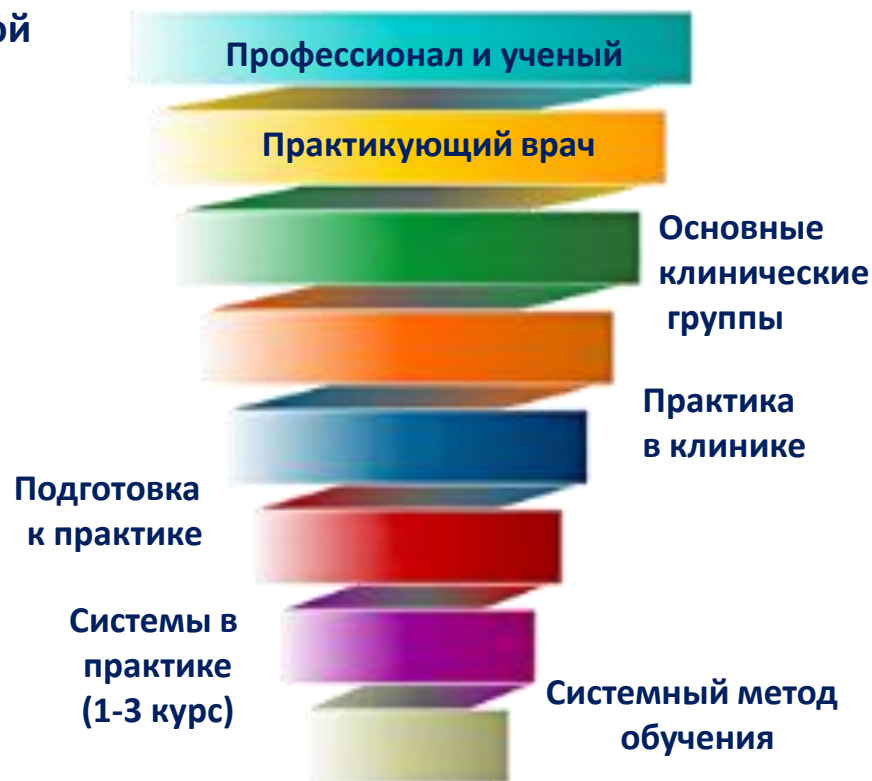 ой
Профессионал и ученый
Практикующий врач
Основные
клинические
группы
Практика
в клинике
Подготовка
к практике
Системы в
практике
(1-3 курс)
Системный метод
обучения